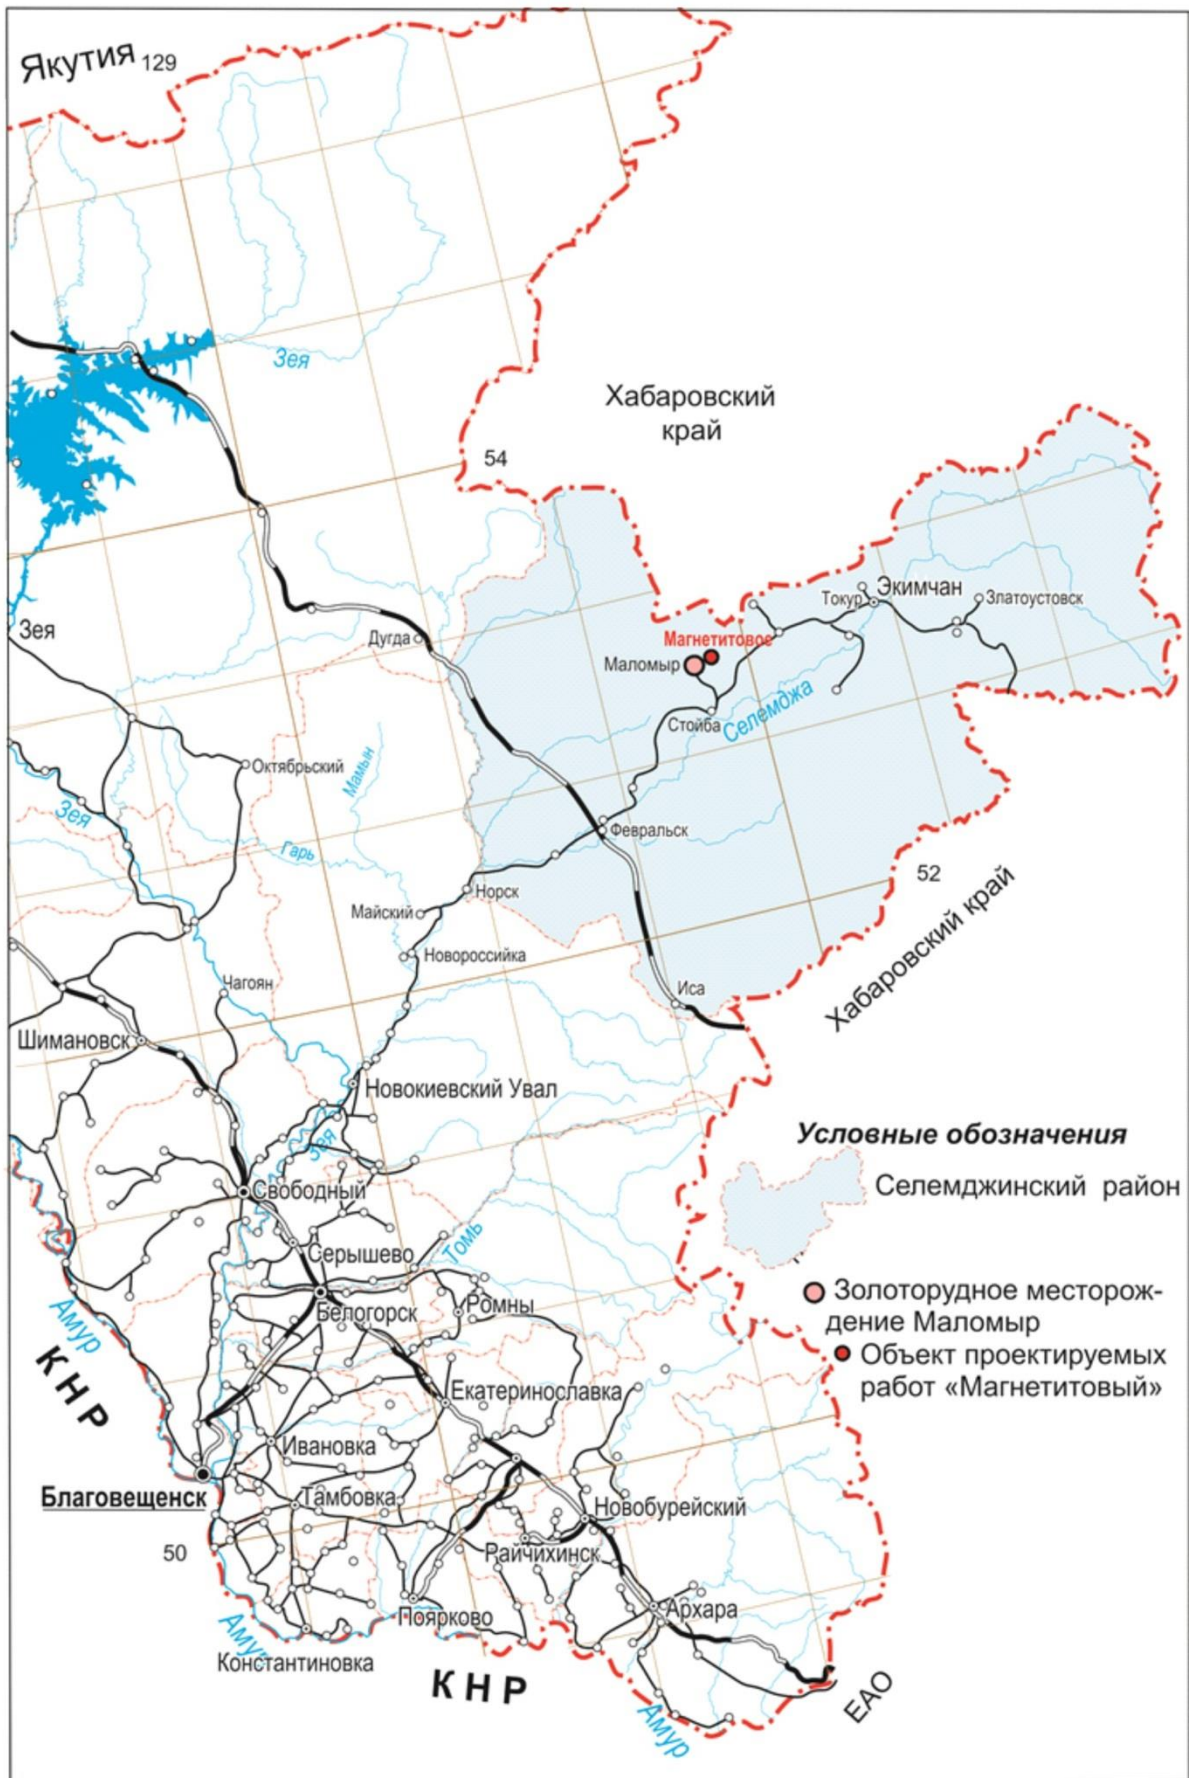 Якутия
129
Зея
Хабаровский
край
54
Экимчан
Токур
Златоустовск
Зея
Дугда
Магнетитовое
Маломыр
Стойба
Селемджа
Октябрьский
Мамын
Зея
Февральск
Гарь
52
Норск
Майский
Хабаровский край
Новороссийка
Чагоян
Иса
Шимановск
Новокиевский Увал
Условные обозначения
Зея
Свободный
Селемджинский район
Томь
Серышево
Золоторудное месторож-
дение Маломыр
Амур
Белогорск
Ромны
Объект проектируемых
работ «Магнетитовый»
КНР
Екатеринославка
Ивановка
Благовещенск
Тамбовка
Новобурейский
50
Райчихинск
Поярково
Архара
Амур
Константиновка
КНР
ЕАО
Амур